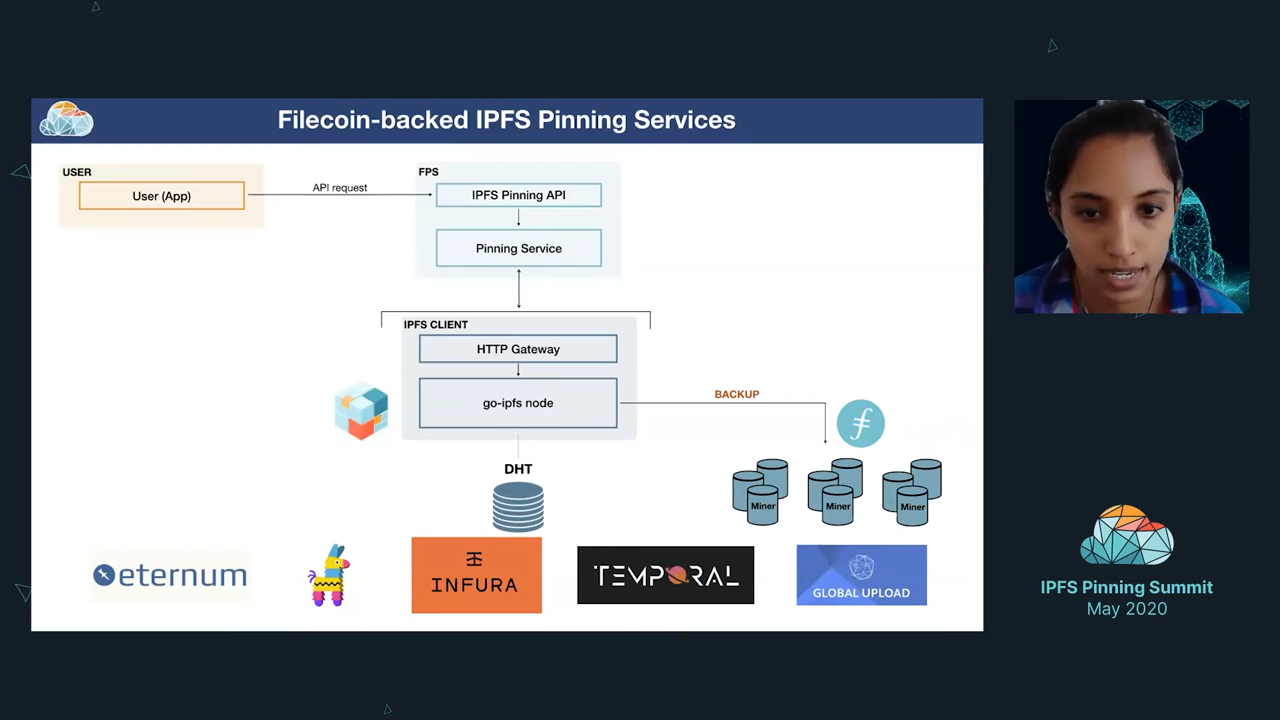 Filecoin-backed IPFS Pinning Services
USER
User (App)
API request
FPS
IPFS Pinning API
Pinning Service
IPFS CLIENT
HTTP Gateway
go-ipfs node
BACKUP
DHT
Miner
Miner
Miner
eternum
INFURA
TEMPORAL
GLOBAL UPLOAD
IPFS Pinning Summit
May 2020